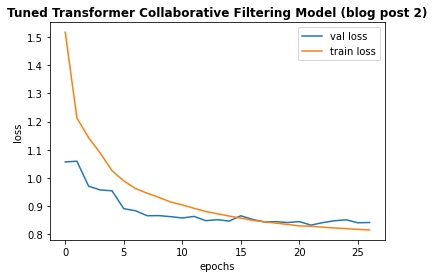 Tuned Transformer Collaborative Filtering Model (blog post 2)
val loss
train loss
1.5
1.4
1.3
1.2
1.1
1.0
0.9
0.8
loss
0
5
10
15
20
25
epochs